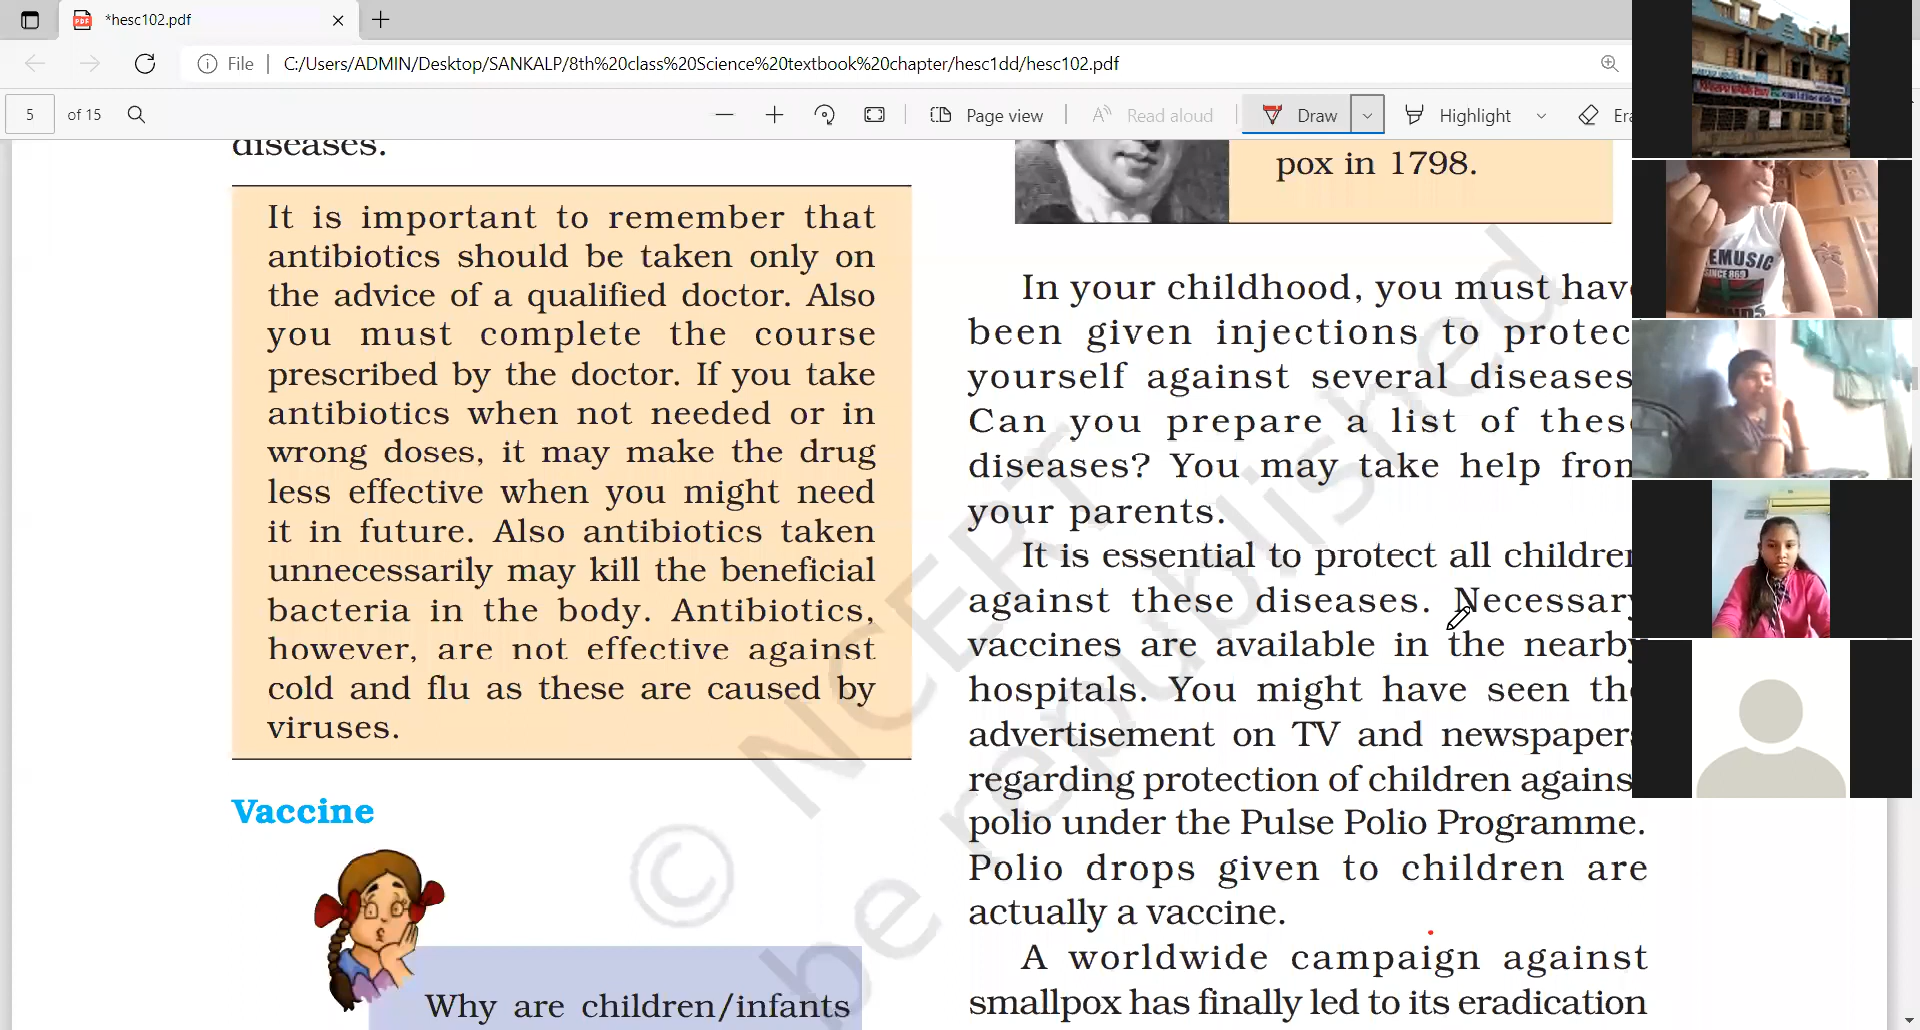 *hesc102.pdf
File
C:/Users/ADMIN/Desktop/SANKALP/8th%20class%20Science%20textbook%20chapter/hesc1dd/hesc102.pdf
5 of 15
Page view
Read aloud
Draw
Highlight
diseases.
It is important to remember that
antibiotics should be taken only on
the advice of a qualified doctor. Also
you must complete the course
prescribed by the doctor. If you take
antibiotics when not needed or in
wrong doses, it may make the drug
less effective when you might need
it in future. Also antibiotics taken
unnecessarily may kill the beneficial
bacteria in the body. Antibiotics,
however, are not effective against
cold and flu as these are caused by
viruses.
Vaccine
Why are children/infants
pox in 1798.
In your childhood, you must hav
been given injections to protec
yourself against several diseases
Can you prepare a list of thes
diseases? You may take help from
your parents.
It is essential to protect all children
against these diseases. Necessary
vaccines are available in the nearby
hospitals. You might have seen the
advertisement on TV and newspapers
regarding protection of children agains
polio under the Pulse Polio Programme.
Polio drops given to children are
actually a vaccine.
A worldwide campaign against
smallpox has finally led to its eradication
© NCERT
be republished
EMUSIC
SINCE 869